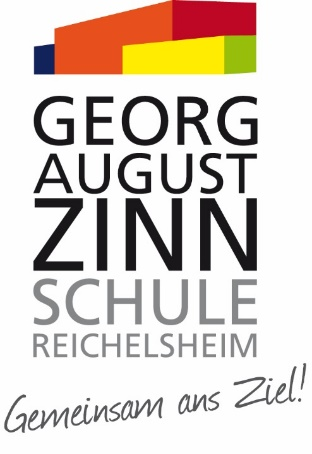 GEORG
AUGUST
ZINN
SCHULE
REICHELSHEIM
Gemeinsam ans Ziel!